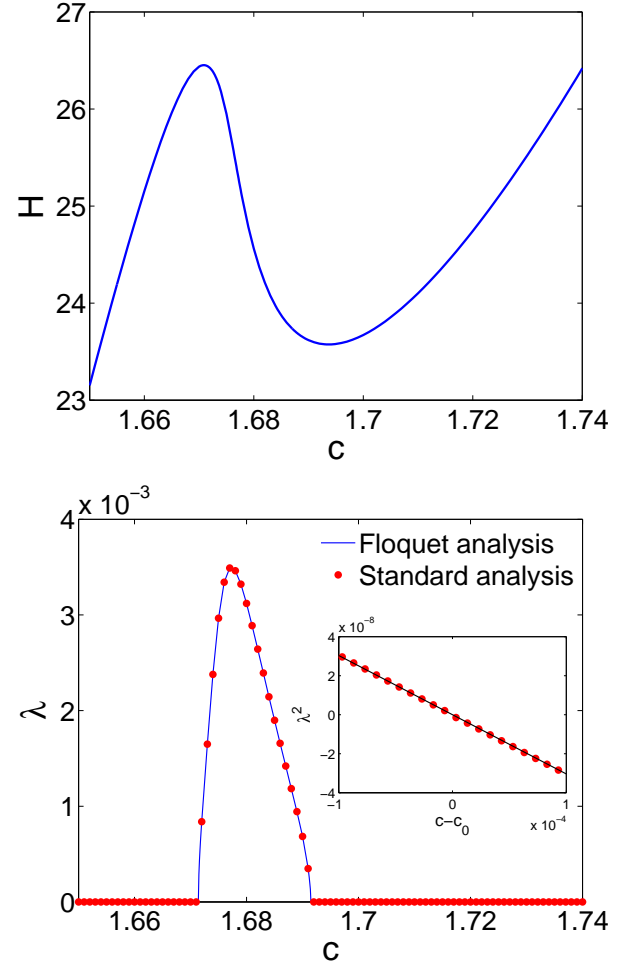 27
26
25
24
23
H
1.66
1.68
1.7
1.72
1.74
c
x 10⁻³
4
3
2
1
0
λ
Floquet analysis
Standard analysis
x 10⁻⁸
4
2
0
−2
−4
λ²
−1
0
1
c−c₀
x 10⁻⁴
1.66
1.68
1.7
1.72
1.74
c